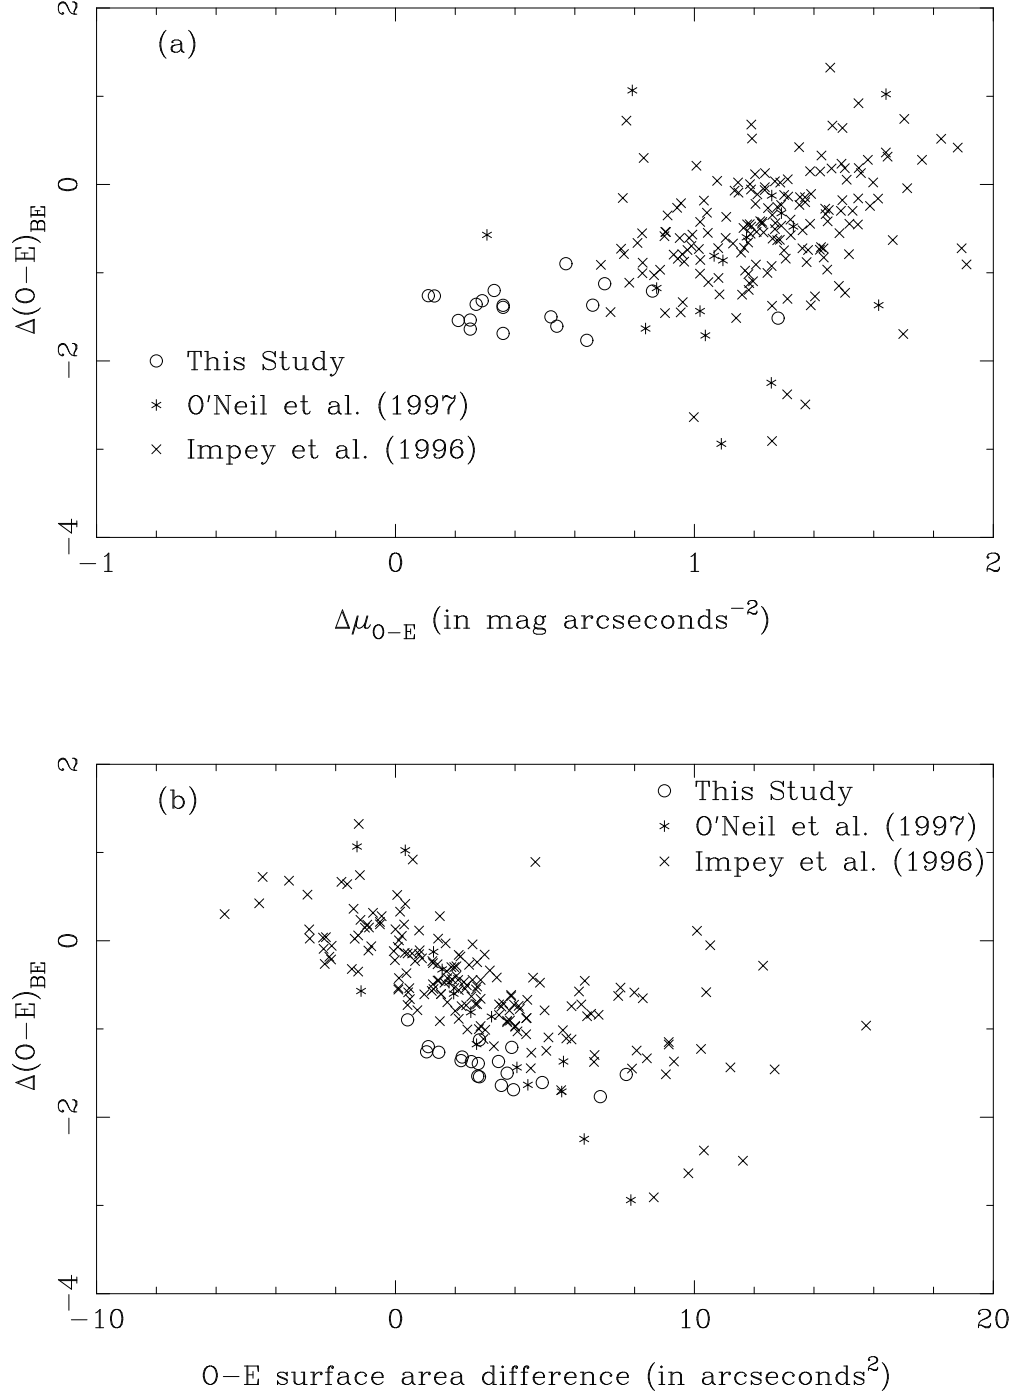 2
(a)
0
Δ(O−E)BE
−2
This Study
O'Neil et al. (1997)
Impey et al. (1996)
−4
−1 0 1 2
ΔμO−E (in mag arcseconds−2)
2
(b)
This Study
O'Neil et al. (1997)
Impey et al. (1996)
0
Δ(O−E)BE
−2
−4
−10 0 10 20
O−E surface area difference (in arcseconds2)